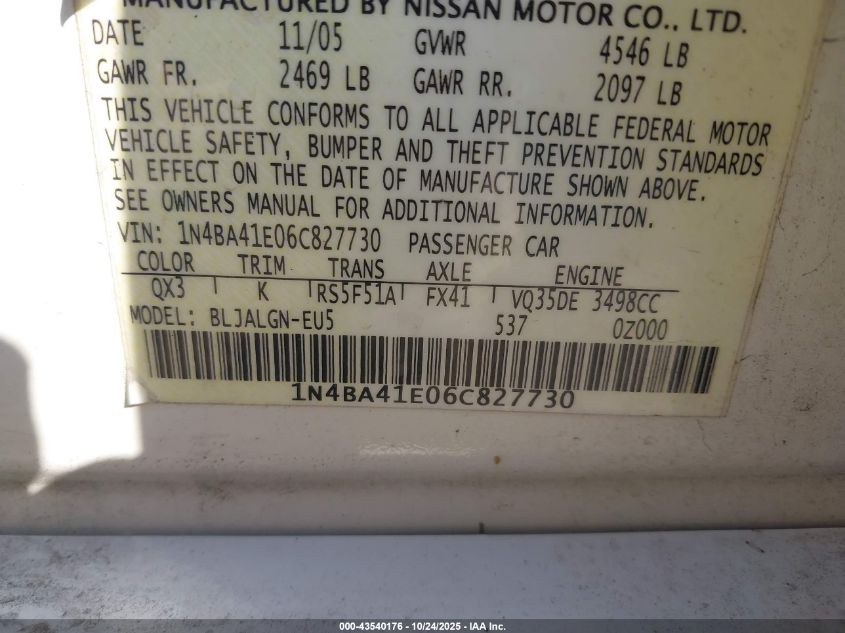 MANUFACTURED BY NISSAN MOTOR CO., LTD.
DATE 11/05 GVWR 4546 LB
GAWR FR. 2469 LB GAWR RR. 2097 LB
THIS VEHICLE CONFORMS TO ALL APPLICABLE FEDERAL MOTOR
VEHICLE SAFETY, BUMPER AND THEFT PREVENTION STANDARDS
IN EFFECT ON THE DATE OF MANUFACTURE SHOWN ABOVE.
SEE OWNERS MANUAL FOR ADDITIONAL INFORMATION.
VIN: 1N4BA41E06C827730 PASSENGER CAR
COLOR TRIM TRANS AXLE ENGINE
QX3 K RS5F51A FX41 VQ35DE 3498CC
MODEL: BLJALGN-EU5 537 0Z000
1N4BA41E06C827730
000-43540176 - 10/24/2025 - IAA Inc.